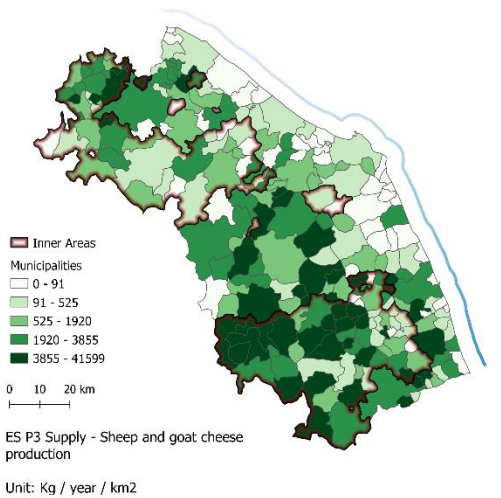 Inner Areas
Municipalities
0 - 91
91 - 525
525 - 1920
1920 - 3855
3855 - 41599
0 10 20 km
ES P3 Supply - Sheep and goat cheese
production
Unit: Kg / year / km2